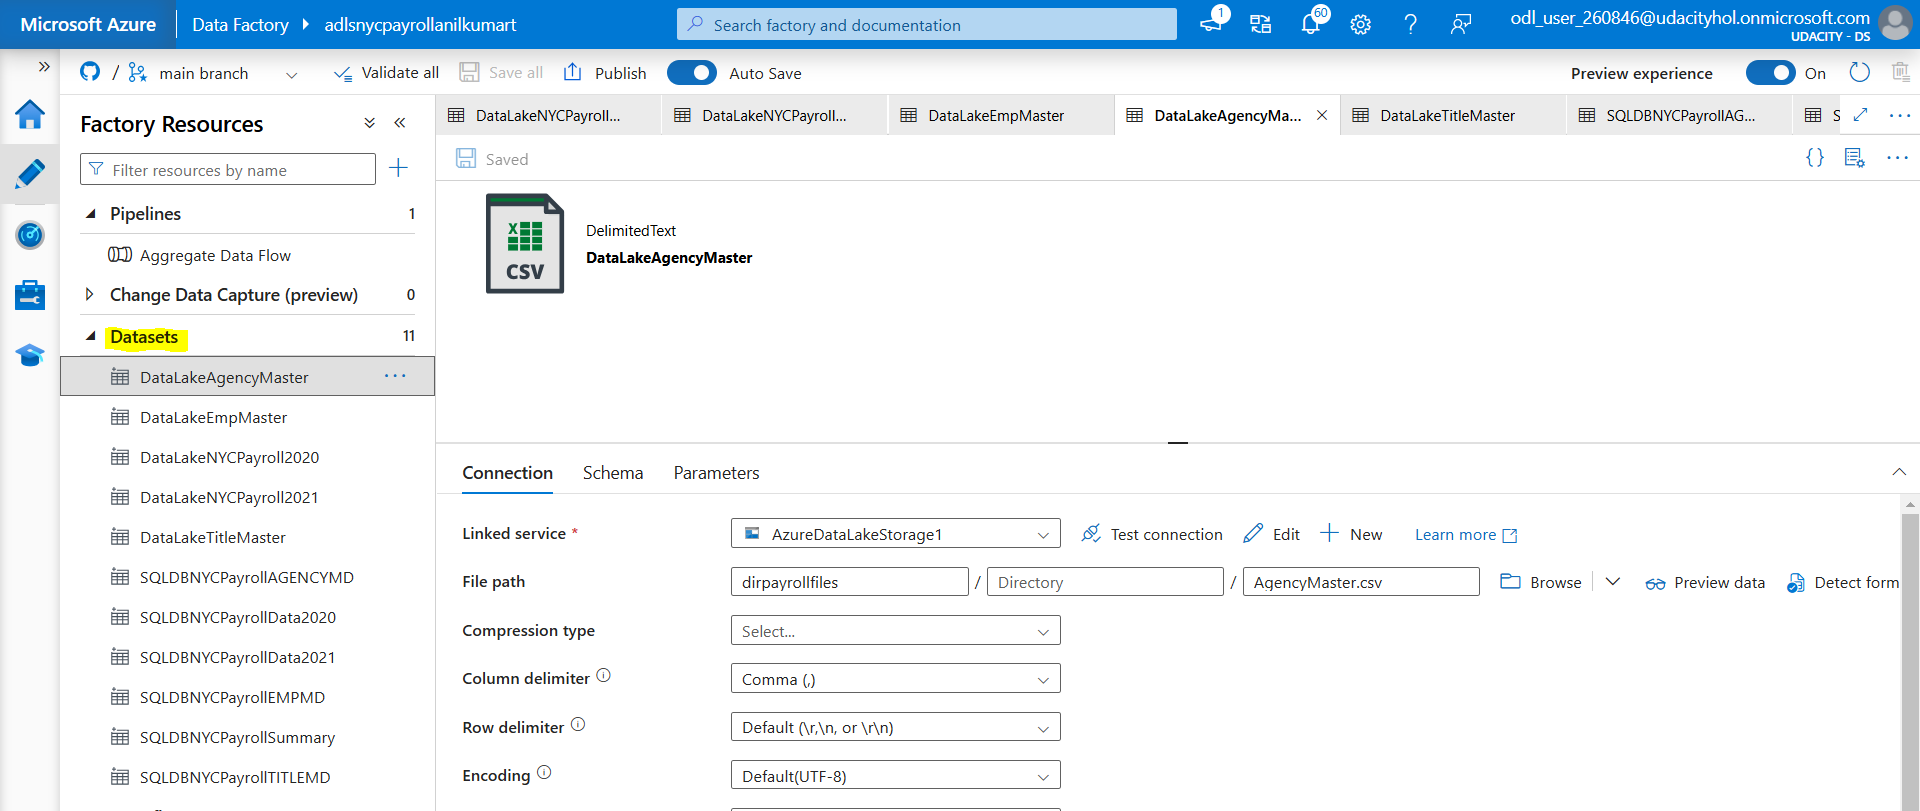 Microsoft Azure
Data Factory
adlsnycpayrollanilkumart
Search factory and documentation
1
60
odl_user_260846@udacityhol.onmicrosoft.com
UDACITY - DS
/ main branch
Validate all
Save all
Publish
Auto Save
Preview experience
On
Factory Resources
Filter resources by name
Pipelines 1
Aggregate Data Flow
Change Data Capture (preview) 0
Datasets 11
DataLakeAgencyMaster
DataLakeEmpMaster
DataLakeNYCPayroll2020
DataLakeNYCPayroll2021
DataLakeTitleMaster
SQLDBNYCPayrollAGENCYMD
SQLDBNYCPayrollData2020
SQLDBNYCPayrollData2021
SQLDBNYCPayrollEMPMD
SQLDBNYCPayrollSummary
SQLDBNYCPayrollTITLEMD
DataLakeNYCPayroll...
DataLakeNYCPayroll...
DataLakeEmpMaster
DataLakeAgencyMa...
DataLakeTitleMaster
SQLDBNYCPayrollAG...
S
Saved
{}
X
CSV
DelimitedText
DataLakeAgencyMaster
Connection
Schema
Parameters
Linked service *
AzureDataLakeStorage1
Test connection
Edit
New
Learn more
File path
dirpayrollfiles / Directory / AgencyMaster.csv
Browse
Preview data
Detect form
Compression type
Select...
Column delimiter
Comma (,)
Row delimiter
Default (\r,\n, or \r\n)
Encoding
Default(UTF-8)